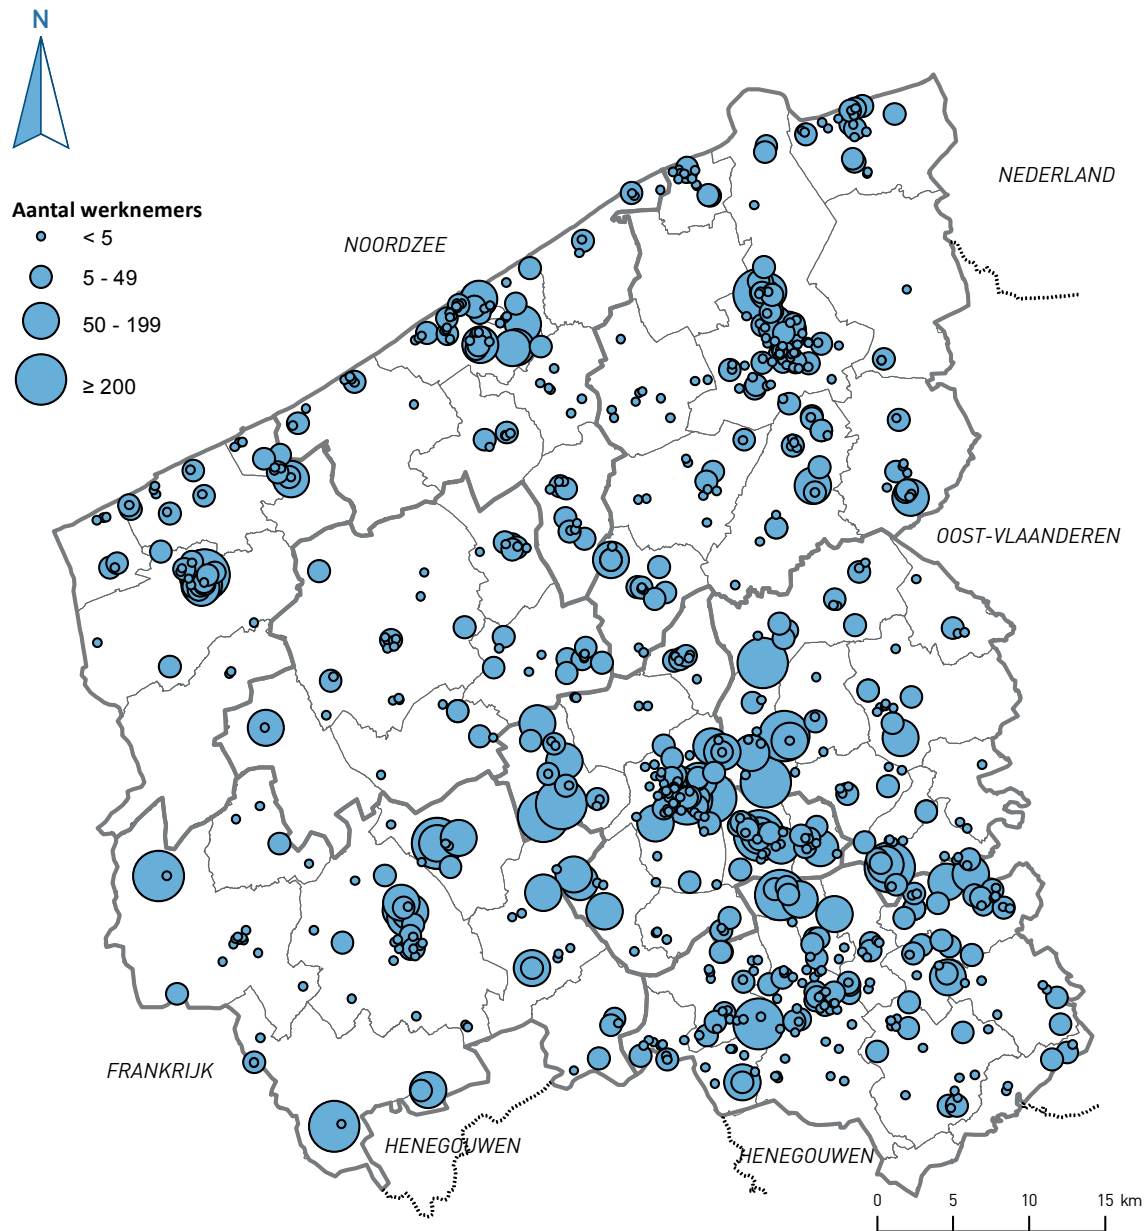 N
NEDERLAND
Aantal werknemers
< 5
NOORDZEE
5 - 49
50 - 199
≥ 200
OOST-VLAANDEREN
FRANKRIJK
HENEGOUWEN
HENEGOUWEN
0 5 10 15 km